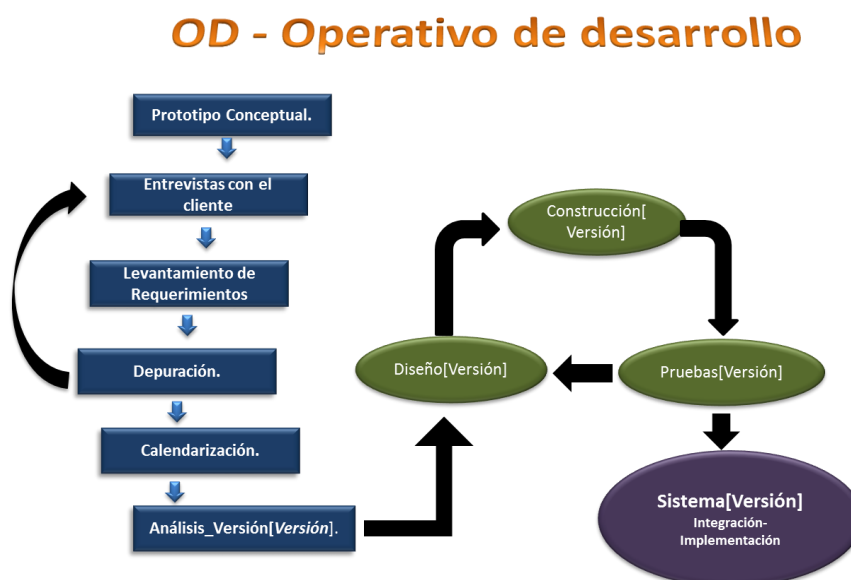 OD - Operativo de desarrollo
Prototipo Conceptual.
Entrevistas con el
cliente
Levantamiento de
Requerimientos
Depuración.
Calendarización.
Análisis_Versión[Versión].
Construcción[
Versión]
Diseño[Versión]
Pruebas[Versión]
Sistema[Versión]
Integración-
Implementación